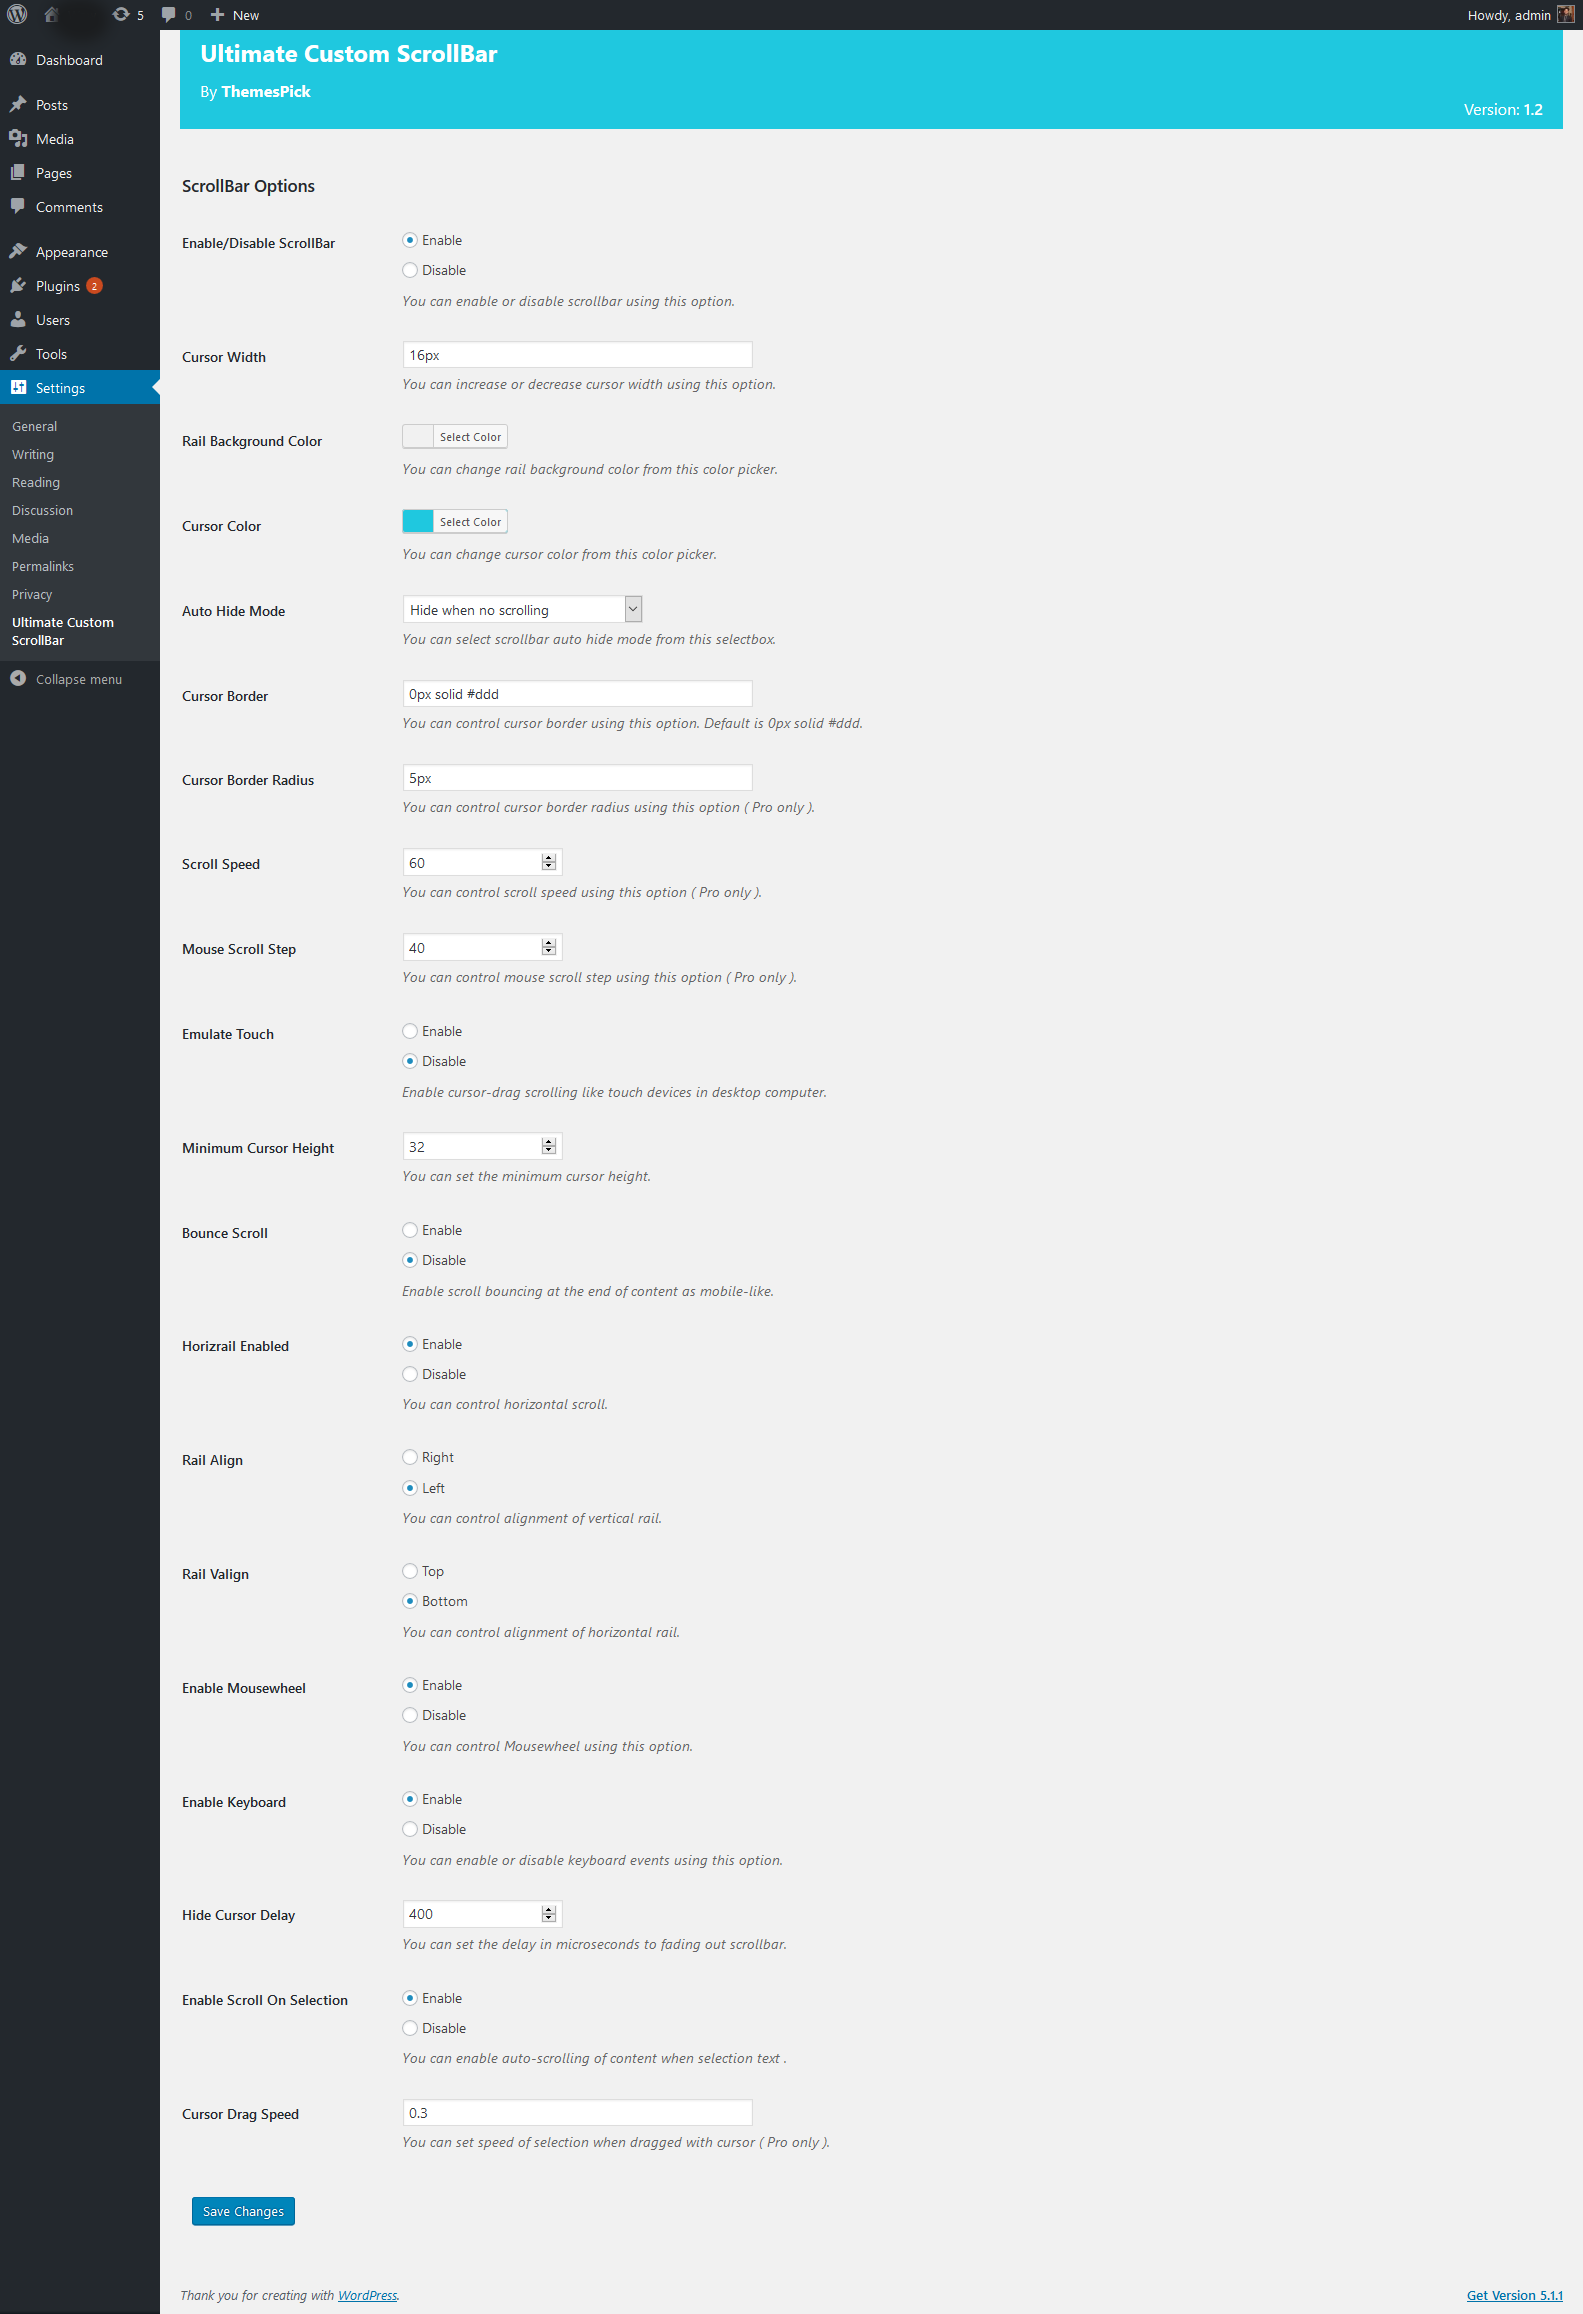 5
0
New
Howdy, admin
Dashboard
Posts
Media
Pages
Comments
Appearance
Plugins 2
Users
Tools
Settings
General
Writing
Reading
Discussion
Media
Permalinks
Privacy
Ultimate Custom
ScrollBar
Collapse menu
Ultimate Custom ScrollBar
By ThemesPick
Version: 1.2
ScrollBar Options
Enable/Disable ScrollBar
Enable
Disable
You can enable or disable scrollbar using this option.
Cursor Width
16px
You can increase or decrease cursor width using this option.
Rail Background Color
Select Color
You can change rail background color from this color picker.
Cursor Color
Select Color
You can change cursor color from this color picker.
Auto Hide Mode
Hide when no scrolling
You can select scrollbar auto hide mode from this selectbox.
Cursor Border
0px solid #ddd
You can control cursor border using this option. Default is 0px solid #ddd.
Cursor Border Radius
5px
You can control cursor border radius using this option ( Pro only ).
Scroll Speed
60
You can control scroll speed using this option ( Pro only ).
Mouse Scroll Step
40
You can control mouse scroll step using this option ( Pro only ).
Emulate Touch
Enable
Disable
Enable cursor-drag scrolling like touch devices in desktop computer.
Minimum Cursor Height
32
You can set the minimum cursor height.
Bounce Scroll
Enable
Disable
Enable scroll bouncing at the end of content as mobile-like.
Horizrail Enabled
Enable
Disable
You can control horizontal scroll.
Rail Align
Right
Left
You can control alignment of vertical rail.
Rail Valign
Top
Bottom
You can control alignment of horizontal rail.
Enable Mousewheel
Enable
Disable
You can control Mousewheel using this option.
Enable Keyboard
Enable
Disable
You can enable or disable keyboard events using this option.
Hide Cursor Delay
400
You can set the delay in microseconds to fading out scrollbar.
Enable Scroll On Selection
Enable
Disable
You can enable auto-scrolling of content when selection text .
Cursor Drag Speed
0.3
You can set speed of selection when dragged with cursor ( Pro only ).
Save Changes
Thank you for creating with WordPress.
Get Version 5.1.1